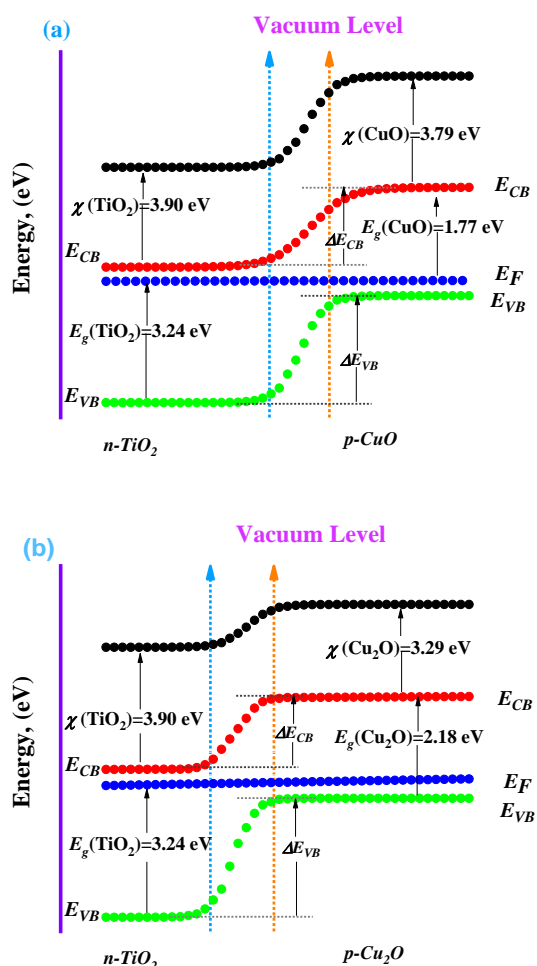 (a)
Vacuum Level
Energy, (eV)
χ(CuO)=3.79 eV
χ(TiO₂)=3.90 eV
E_CB
E_g(CuO)=1.77 eV
ΔE_CB
E_CB
E_F
E_VB
E_g(TiO₂)=3.24 eV
ΔE_VB
E_VB
n-TiO₂
p-CuO
(b)
Vacuum Level
Energy, (eV)
χ(Cu₂O)=3.29 eV
χ(TiO₂)=3.90 eV
E_CB
E_g(Cu₂O)=2.18 eV
ΔE_CB
E_CB
E_F
E_VB
E_g(TiO₂)=3.24 eV
ΔE_VB
E_VB
n-TiO₂
p-Cu₂O